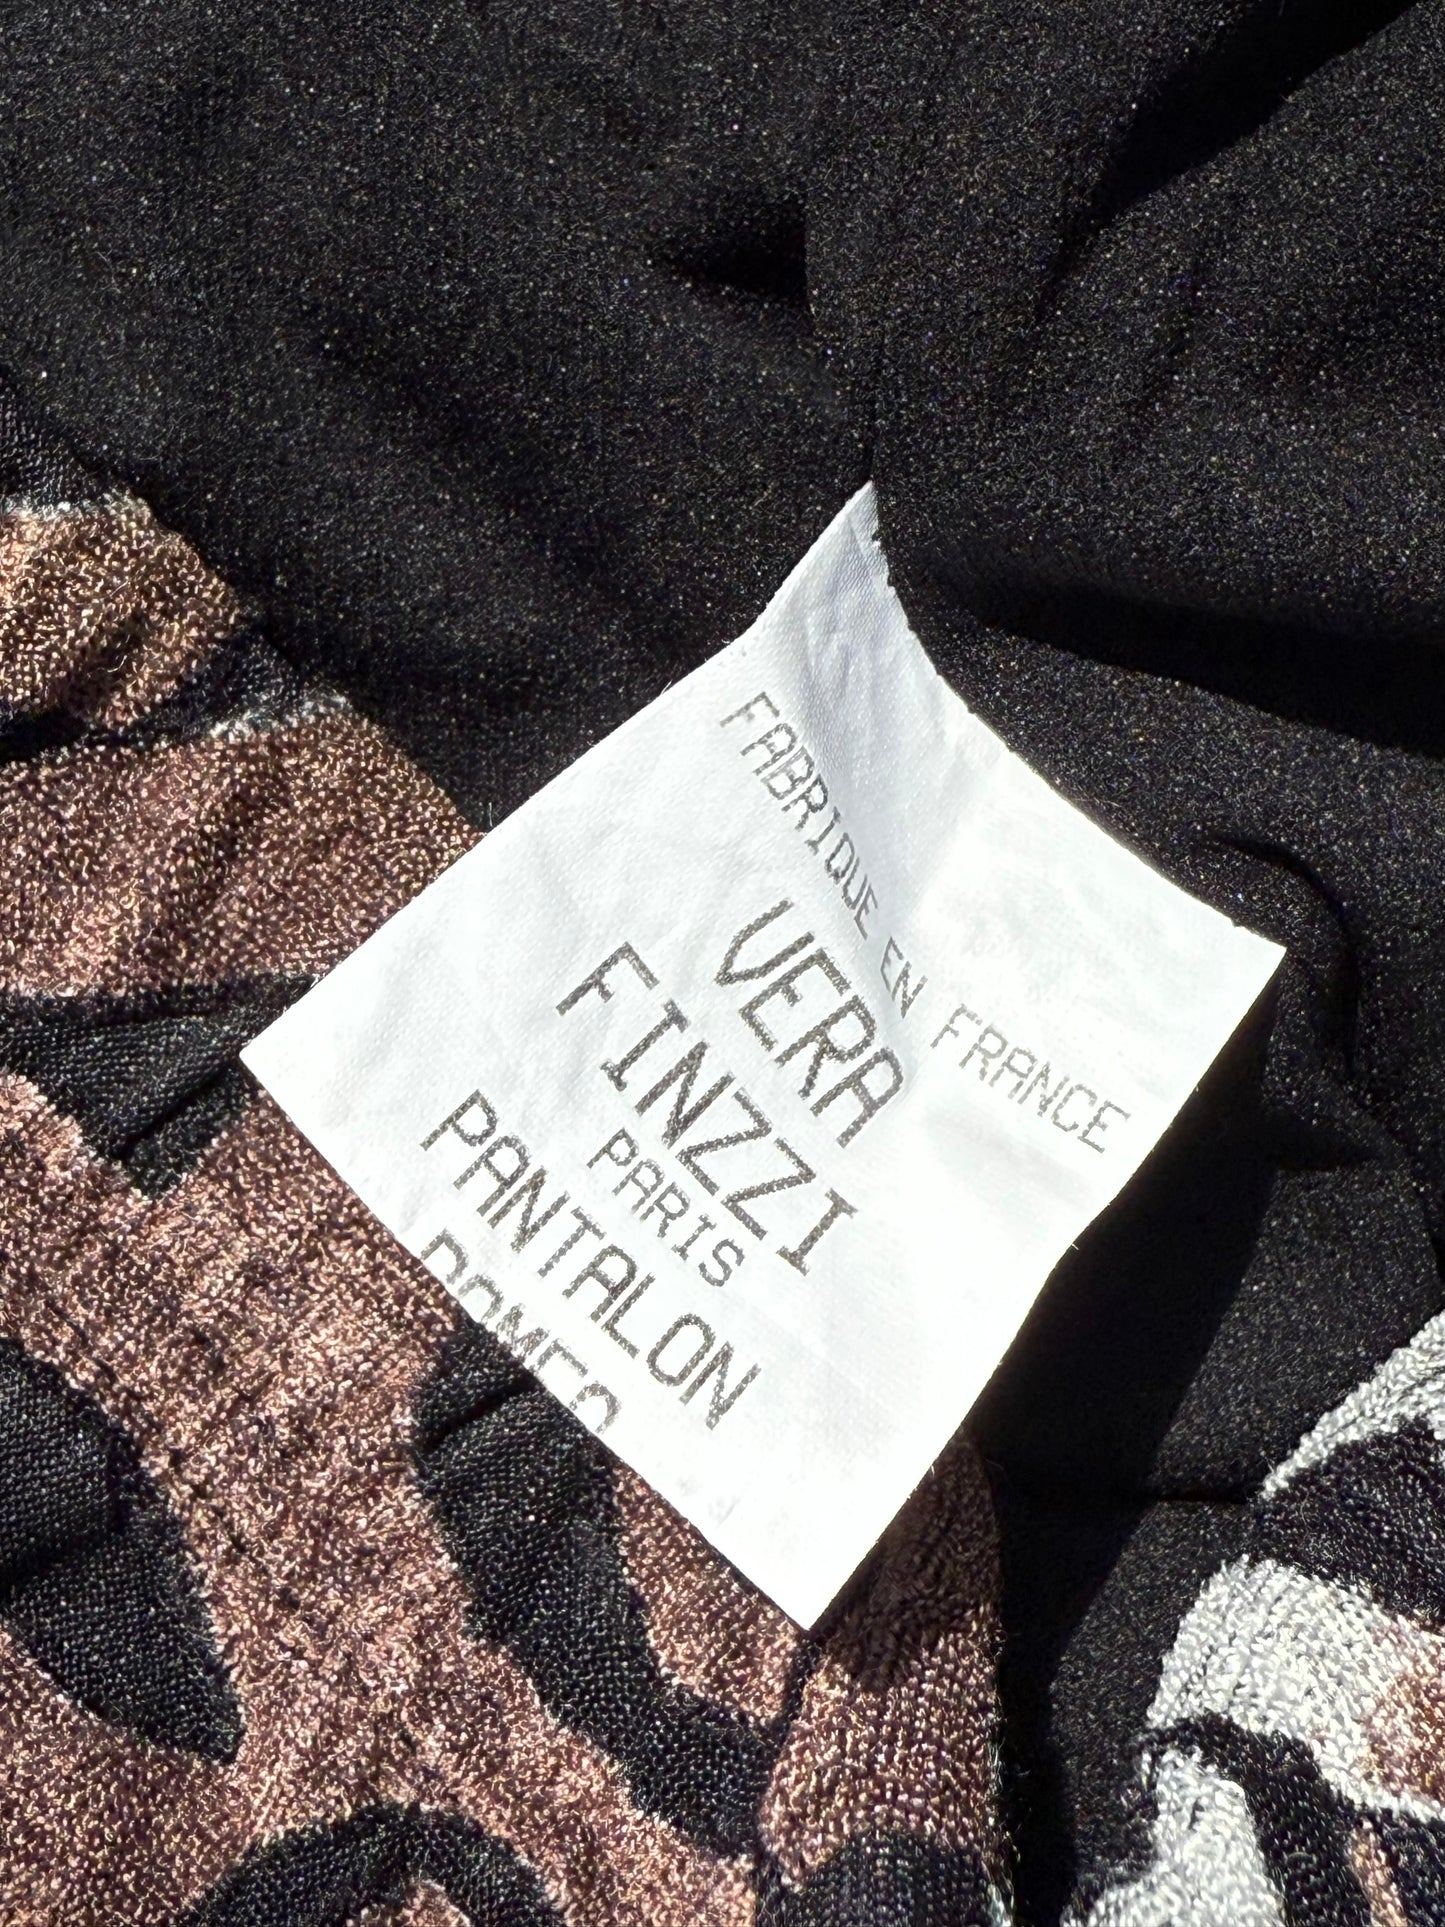 FABRIQUE EN FRANCE
VERA
FINZZI
PARIS
PANTALON